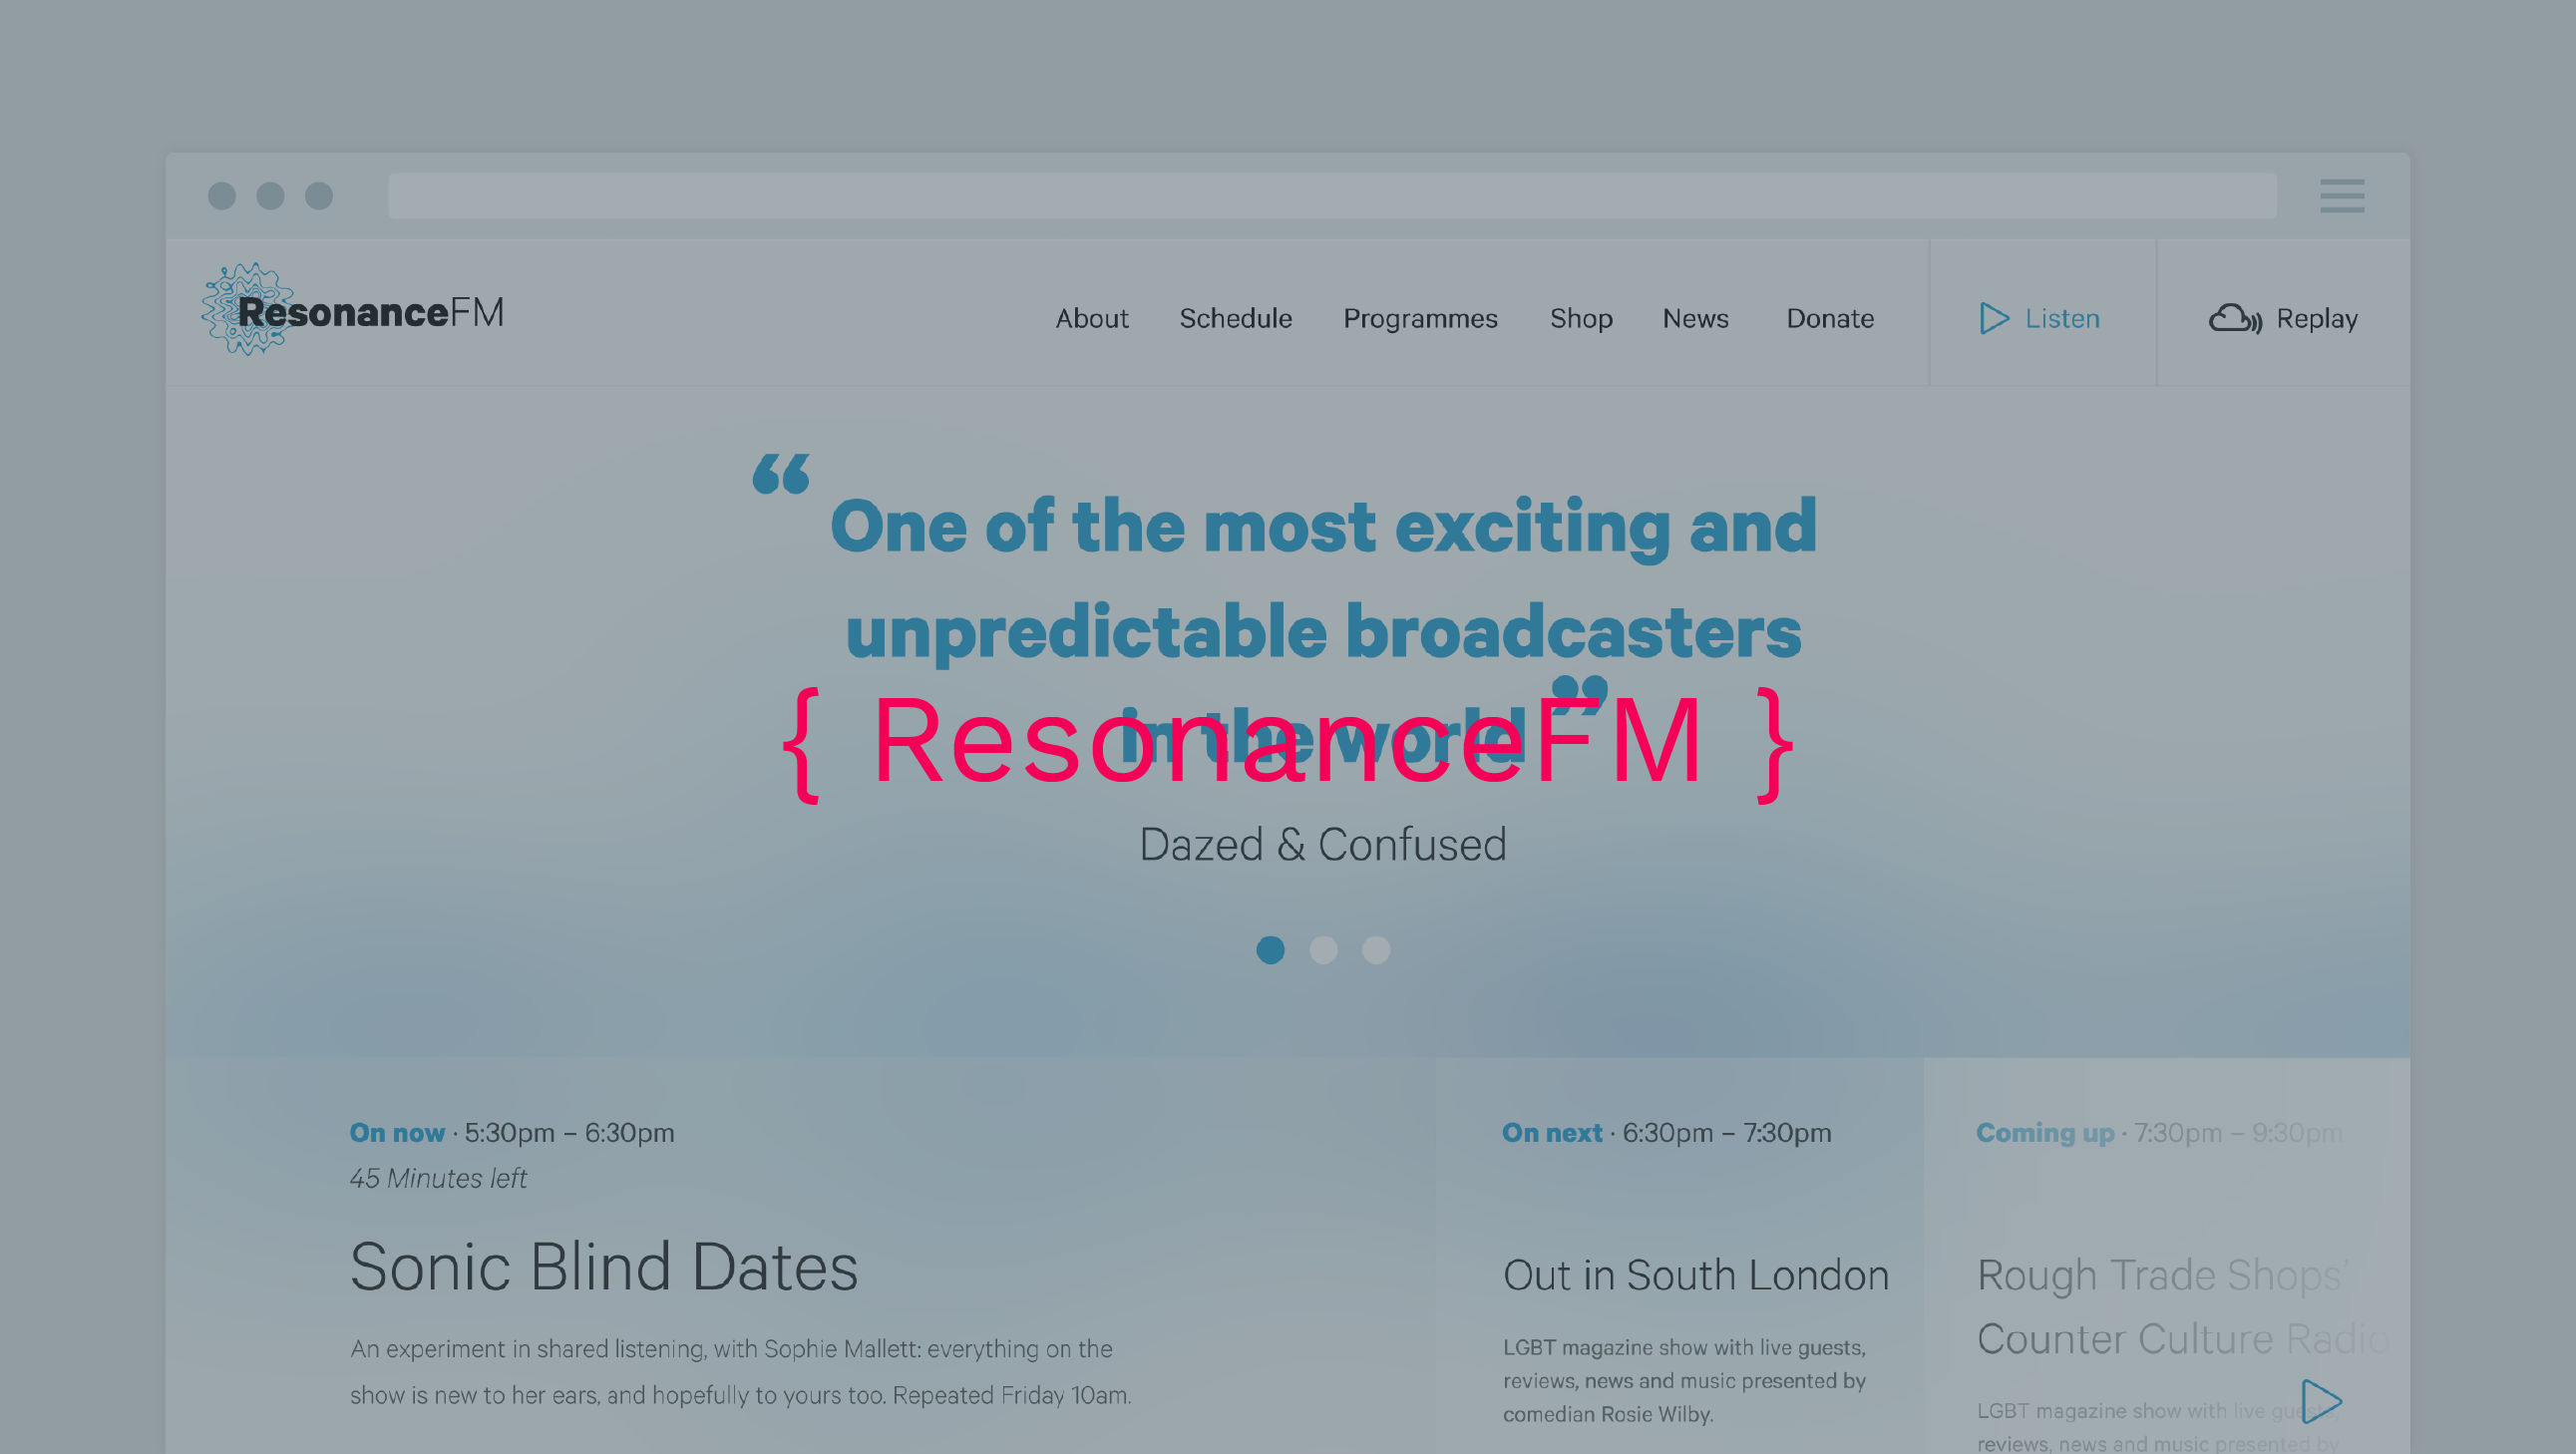 ResonanceFM
About Schedule Programmes Shop News Donate Listen Replay
“One of the most exciting and
unpredictable broadcasters
in the world”
{ ResonanceFM }
Dazed & Confused
On now · 5:30pm – 6:30pm
45 Minutes left
Sonic Blind Dates
An experiment in shared listening, with Sophie Mallett: everything on the
show is new to her ears, and hopefully to yours too. Repeated Friday 10am.
On next · 6:30pm – 7:30pm
Out in South London
LGBT magazine show with live guests,
reviews, news and music presented by
comedian Rosie Wilby.
Coming up · 7:30pm – 9:30pm
Rough Trade Shops’
Counter Culture Radio
LGBT magazine show with live guests,
reviews, news and music presented by